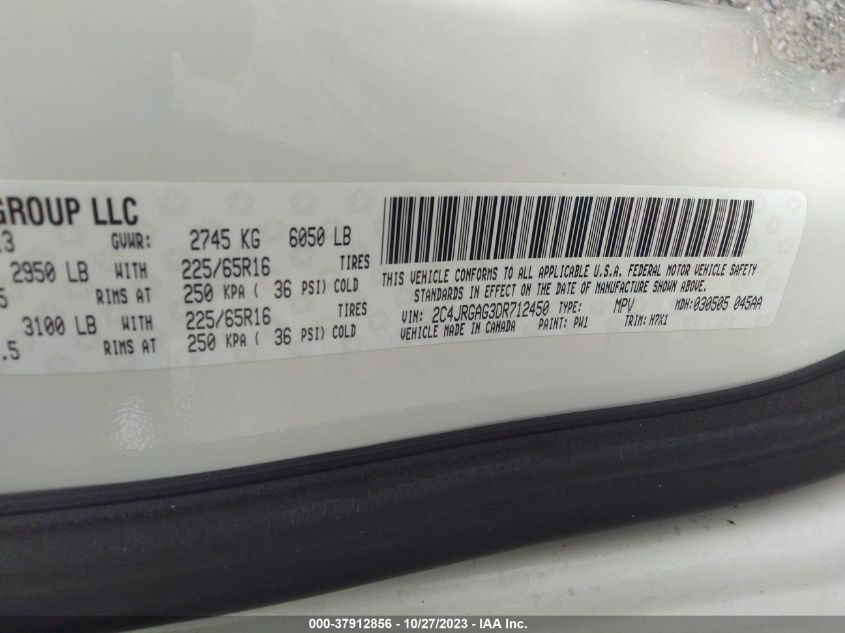 GROUP LLC
13 GVWR: 2745 KG 6050 LB
2950 LB WITH 225/65R16 TIRES
5 RIMS AT 250 KPA ( 36 PSI) COLD
3100 LB WITH 225/65R16 TIRES
.5 RIMS AT 250 KPA ( 36 PSI) COLD
THIS VEHICLE CONFORMS TO ALL APPLICABLE U.S.A. FEDERAL MOTOR VEHICLE SAFETY
STANDARDS IN EFFECT ON THE DATE OF MANUFACTURE SHOWN ABOVE.
VIN: 2C4JRGAG3DR712450 TYPE: MPV MDH: 030505 045AA
VEHICLE MADE IN CANADA PAINT: PW1 TRIM: H7X1
000-37912856 - 10/27/2023 - IAA Inc.